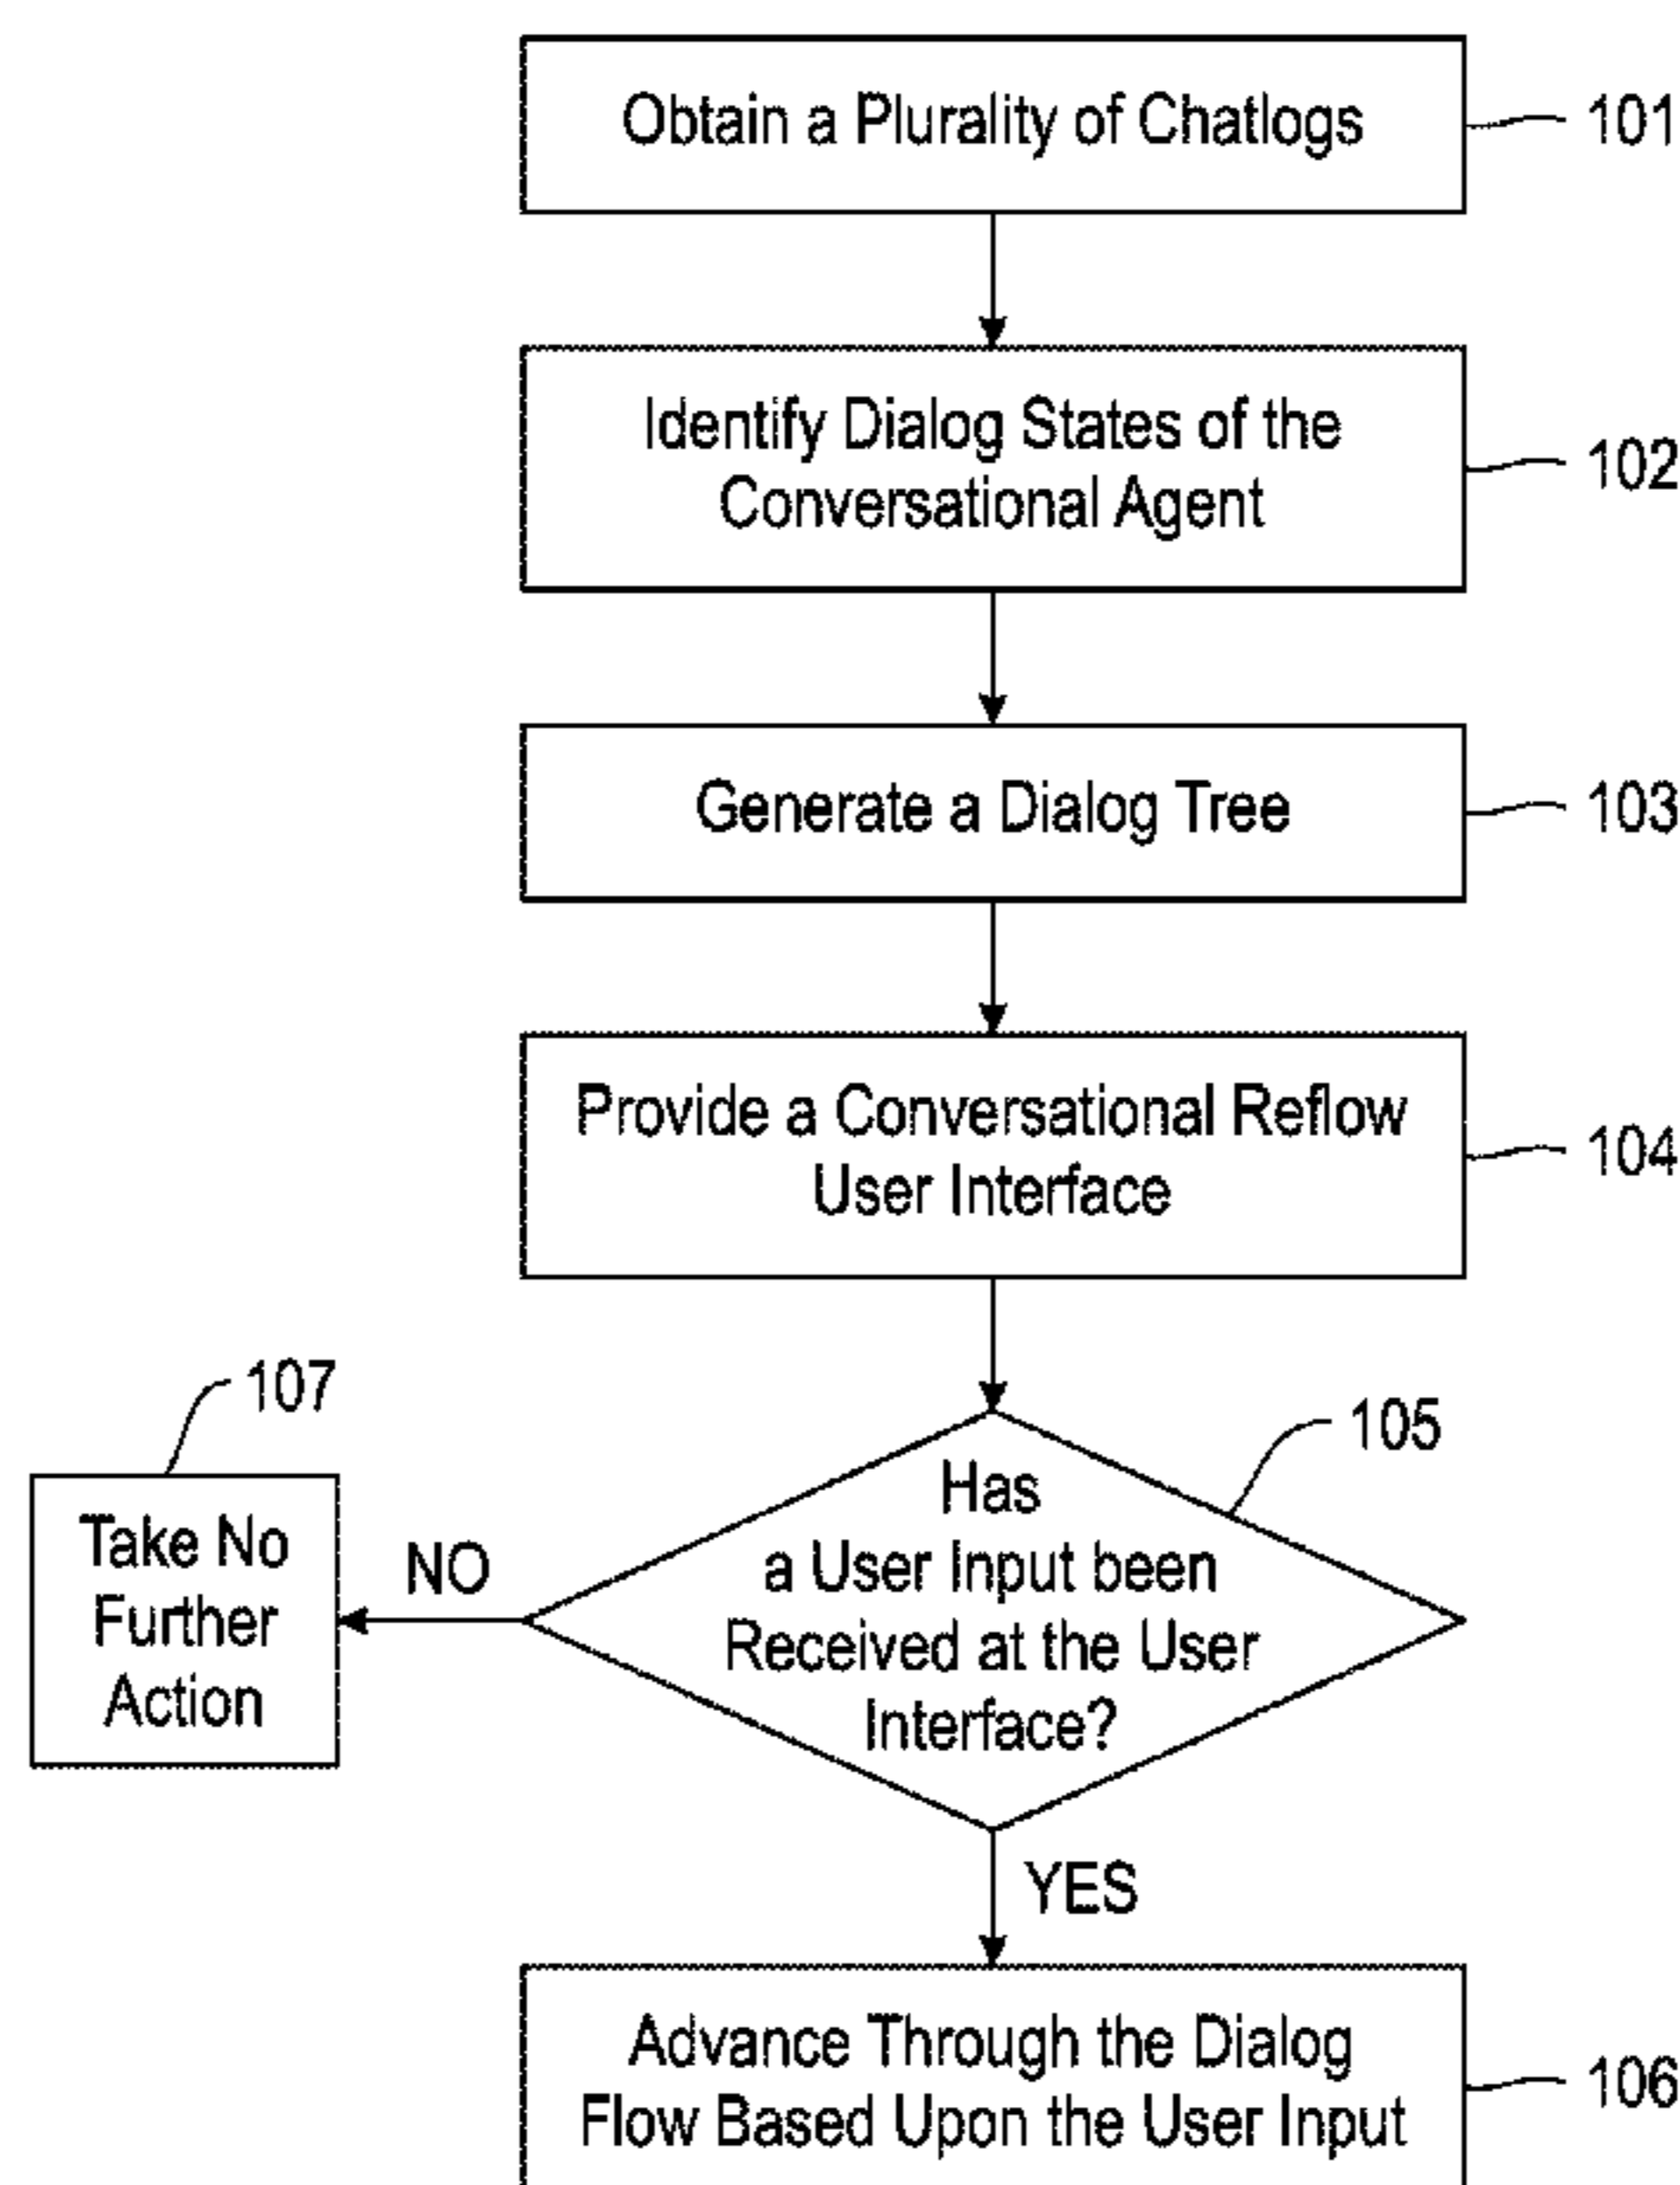 Obtain a Plurality of Chatlogs
101
Identify Dialog States of the
Conversational Agent
102
Generate a Dialog Tree
103
Provide a Conversational Reflow
User Interface
104
107
105
Take No
Further
Action
NO
Has
a User Input been
Received at the User
Interface?
YES
Advance Through the Dialog
Flow Based Upon the User Input
106